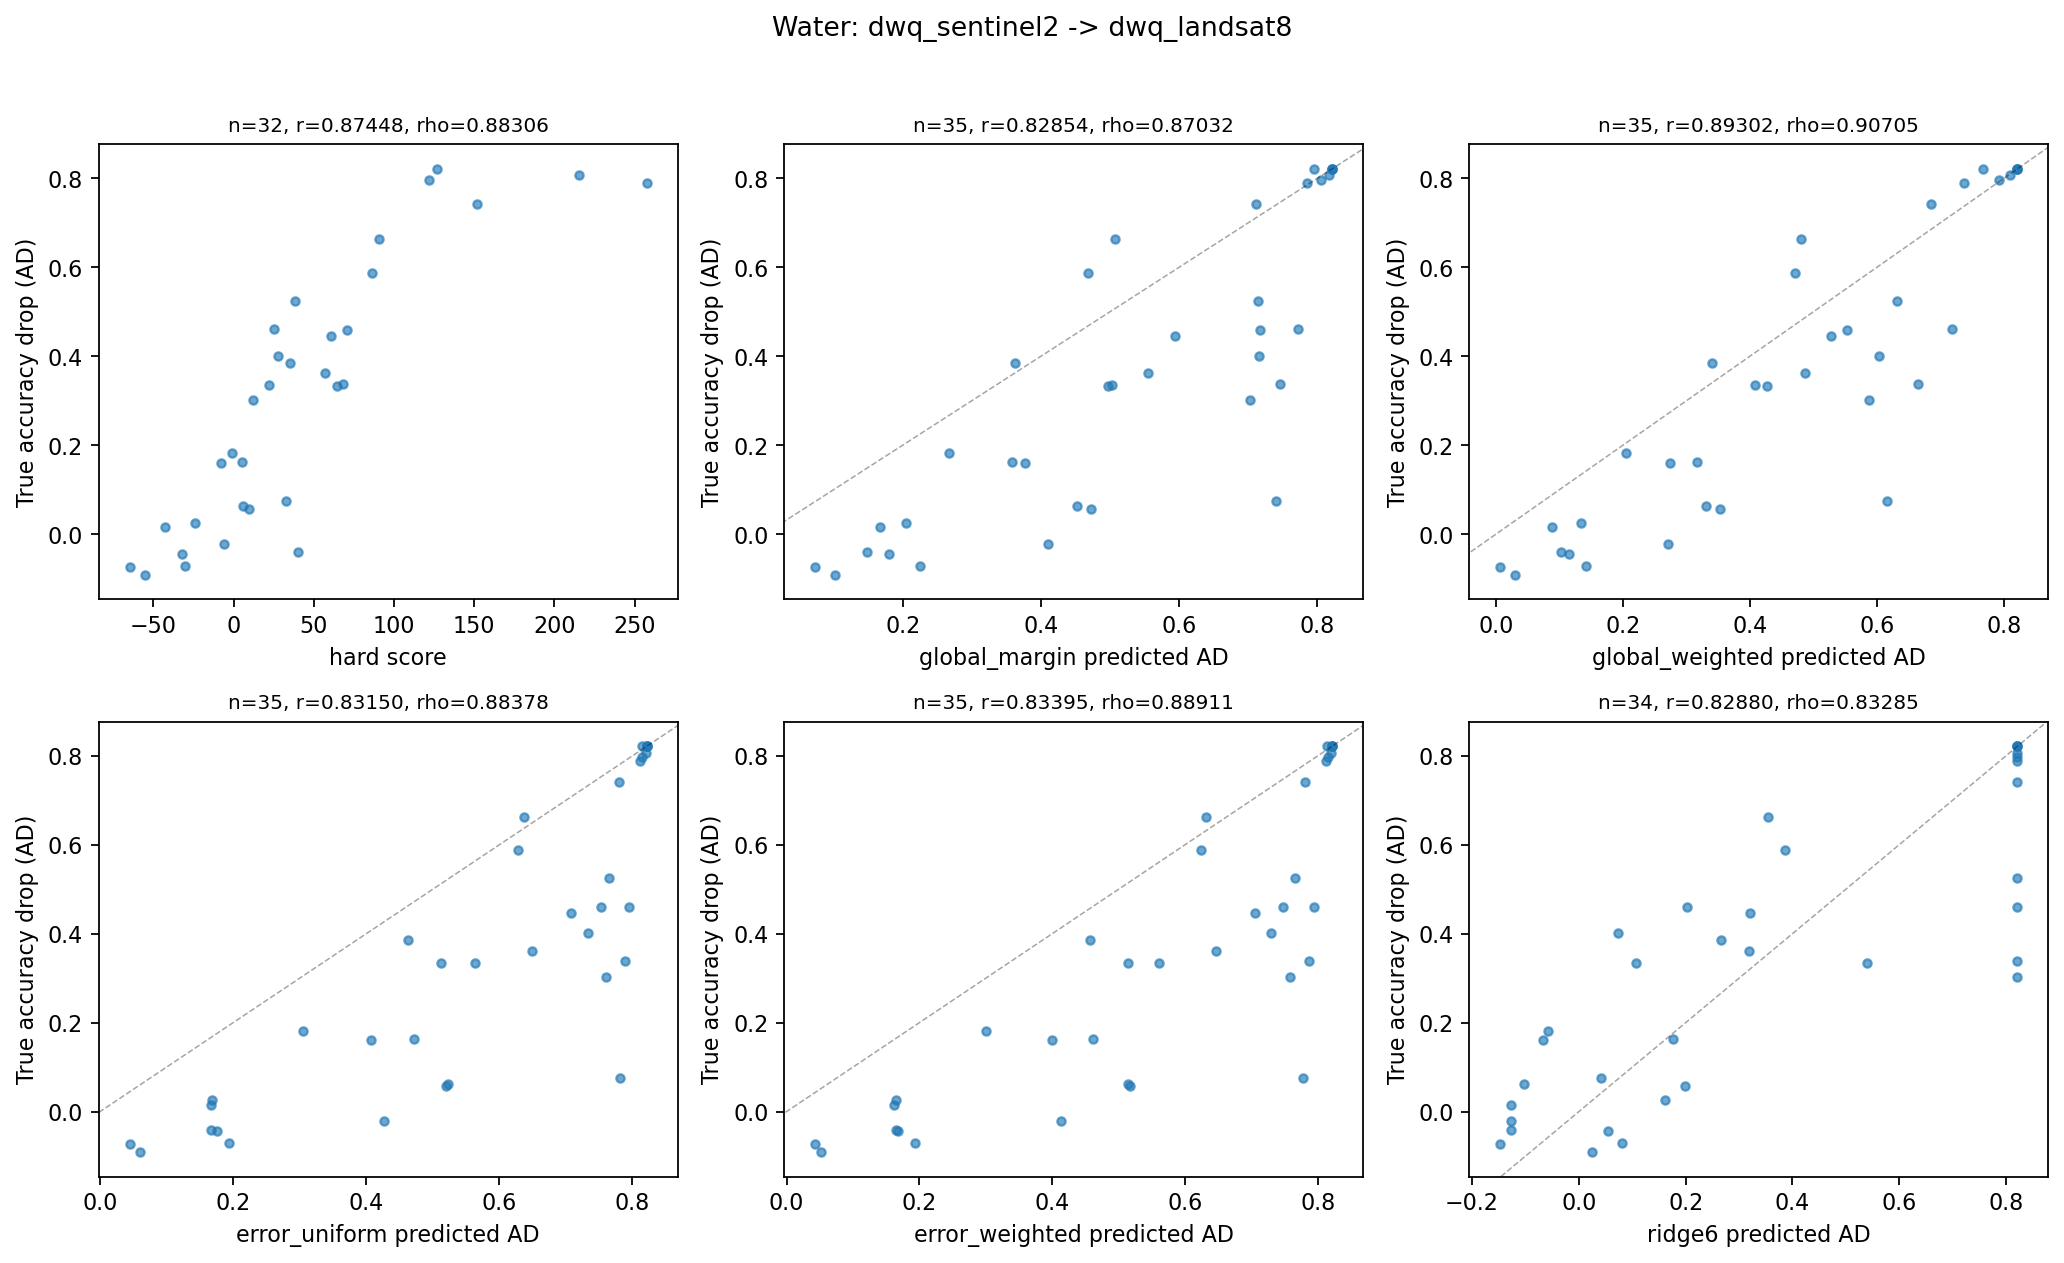 Water: dwq_sentinel2 -> dwq_landsat8
n=32, r=0.87448, rho=0.88306
True accuracy drop (AD)
0.8
0.6
0.4
0.2
0.0
−50 0 50 100 150 200 250
hard score
n=35, r=0.82854, rho=0.87032
True accuracy drop (AD)
0.8
0.6
0.4
0.2
0.0
0.2 0.4 0.6 0.8
global_margin predicted AD
n=35, r=0.89302, rho=0.90705
True accuracy drop (AD)
0.8
0.6
0.4
0.2
0.0
0.0 0.2 0.4 0.6 0.8
global_weighted predicted AD
n=35, r=0.83150, rho=0.88378
True accuracy drop (AD)
0.8
0.6
0.4
0.2
0.0
0.0 0.2 0.4 0.6 0.8
error_uniform predicted AD
n=35, r=0.83395, rho=0.88911
True accuracy drop (AD)
0.8
0.6
0.4
0.2
0.0
0.0 0.2 0.4 0.6 0.8
error_weighted predicted AD
n=34, r=0.82880, rho=0.83285
True accuracy drop (AD)
0.8
0.6
0.4
0.2
0.0
−0.2 0.0 0.2 0.4 0.6 0.8
ridge6 predicted AD